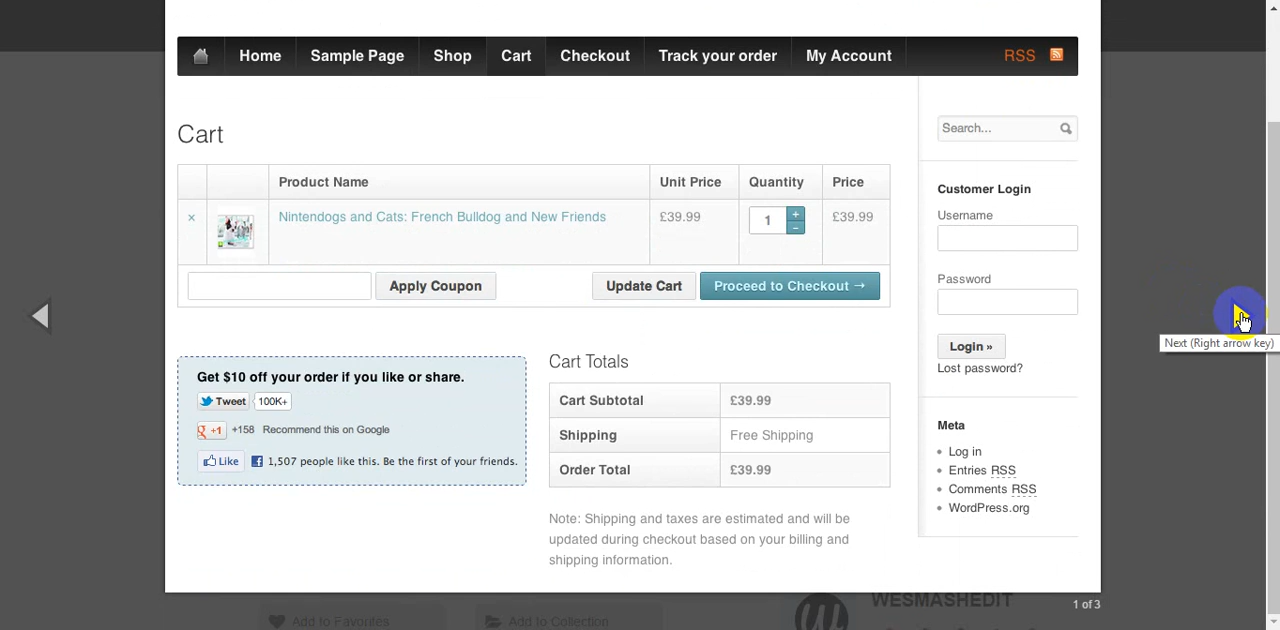 Home Sample Page Shop Cart Checkout Track your order My Account RSS
Search...
Cart
Product Name Unit Price Quantity Price
× Nintendogs and Cats: French Bulldog and New Friends £39.99 1 + − £39.99
Apply Coupon Update Cart Proceed to Checkout →
Customer Login
Username
Password
Login »
Lost password?
Next (Right arrow key)
Get $10 off your order if you like or share.
Tweet 100K+
+1 +158 Recommend this on Google
Like 1,507 people like this. Be the first of your friends.
Cart Totals
Cart Subtotal £39.99
Shipping Free Shipping
Order Total £39.99
Note: Shipping and taxes are estimated and will be
updated during checkout based on your billing and
shipping information.
Meta
Log in
Entries RSS
Comments RSS
WordPress.org
1 of 3
WESMASHEDIT
Add to Favorites Add to Collection